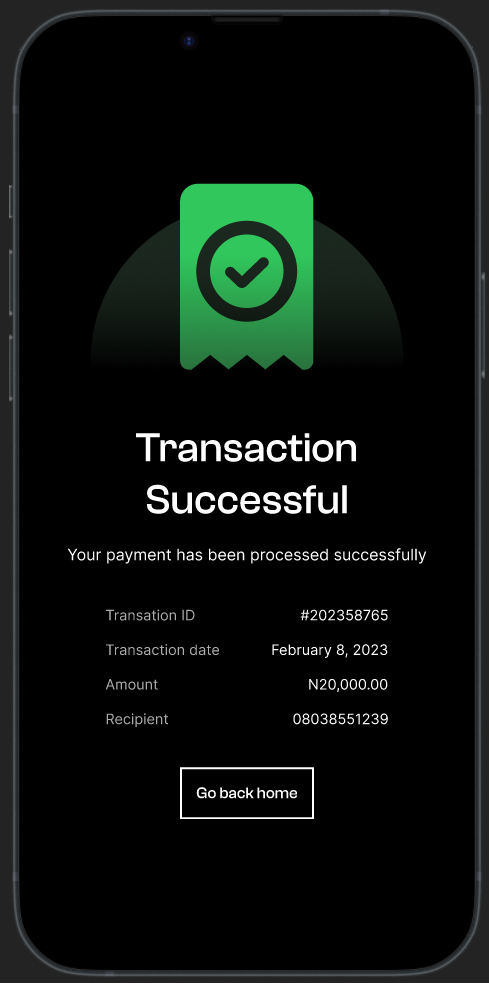 Transaction
Successful
Your payment has been processed successfully
Transation ID #202358765
Transaction date February 8, 2023
Amount N20,000.00
Recipient 08038551239
Go back home